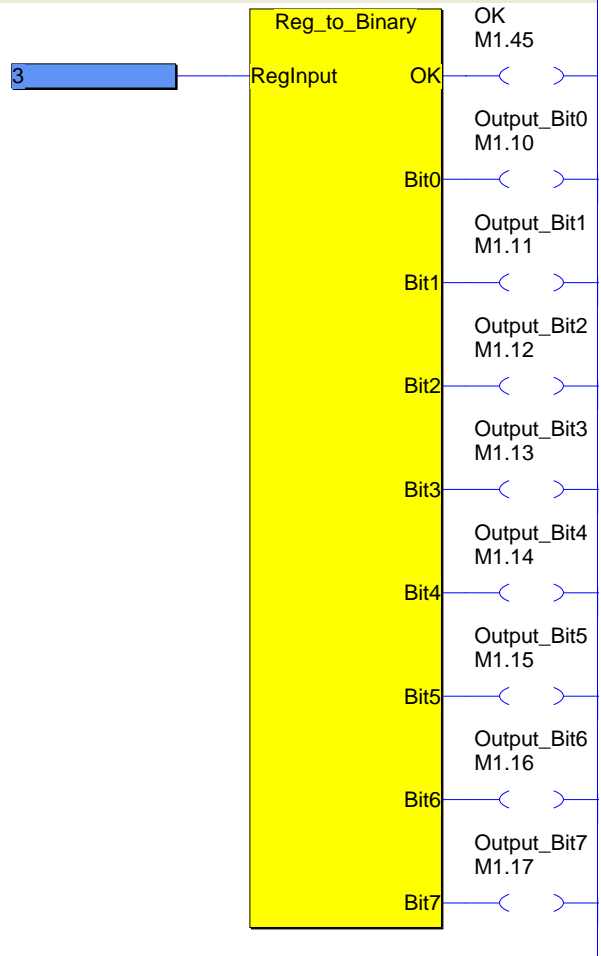 Reg_to_Binary
OK
M1.45
3
RegInput
OK
Output_Bit0
M1.10
Bit0
Output_Bit1
M1.11
Bit1
Output_Bit2
M1.12
Bit2
Output_Bit3
M1.13
Bit3
Output_Bit4
M1.14
Bit4
Output_Bit5
M1.15
Bit5
Output_Bit6
M1.16
Bit6
Output_Bit7
M1.17
Bit7